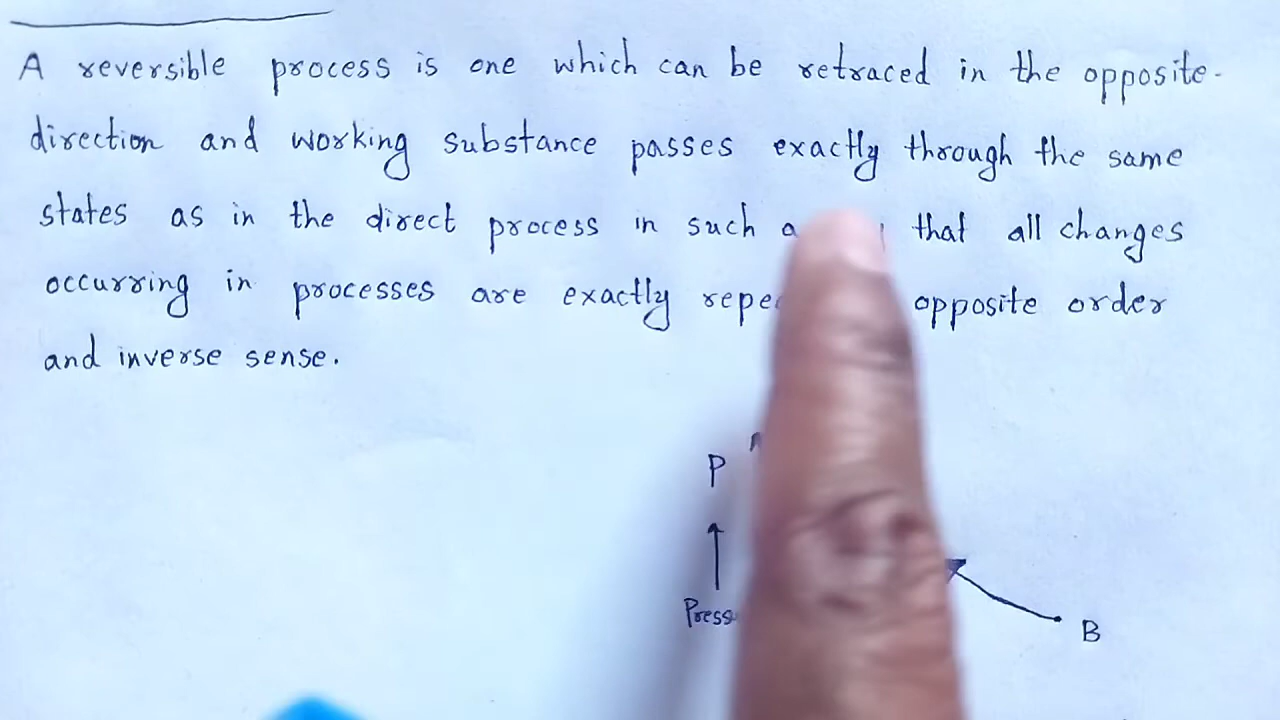 A reversible process is one which can be retraced in the opposite-
direction and working substance passes exactly through the same
states as in the direct process in such a that all changes
occurring in processes are exactly opposite order
and inverse sense.
P
B